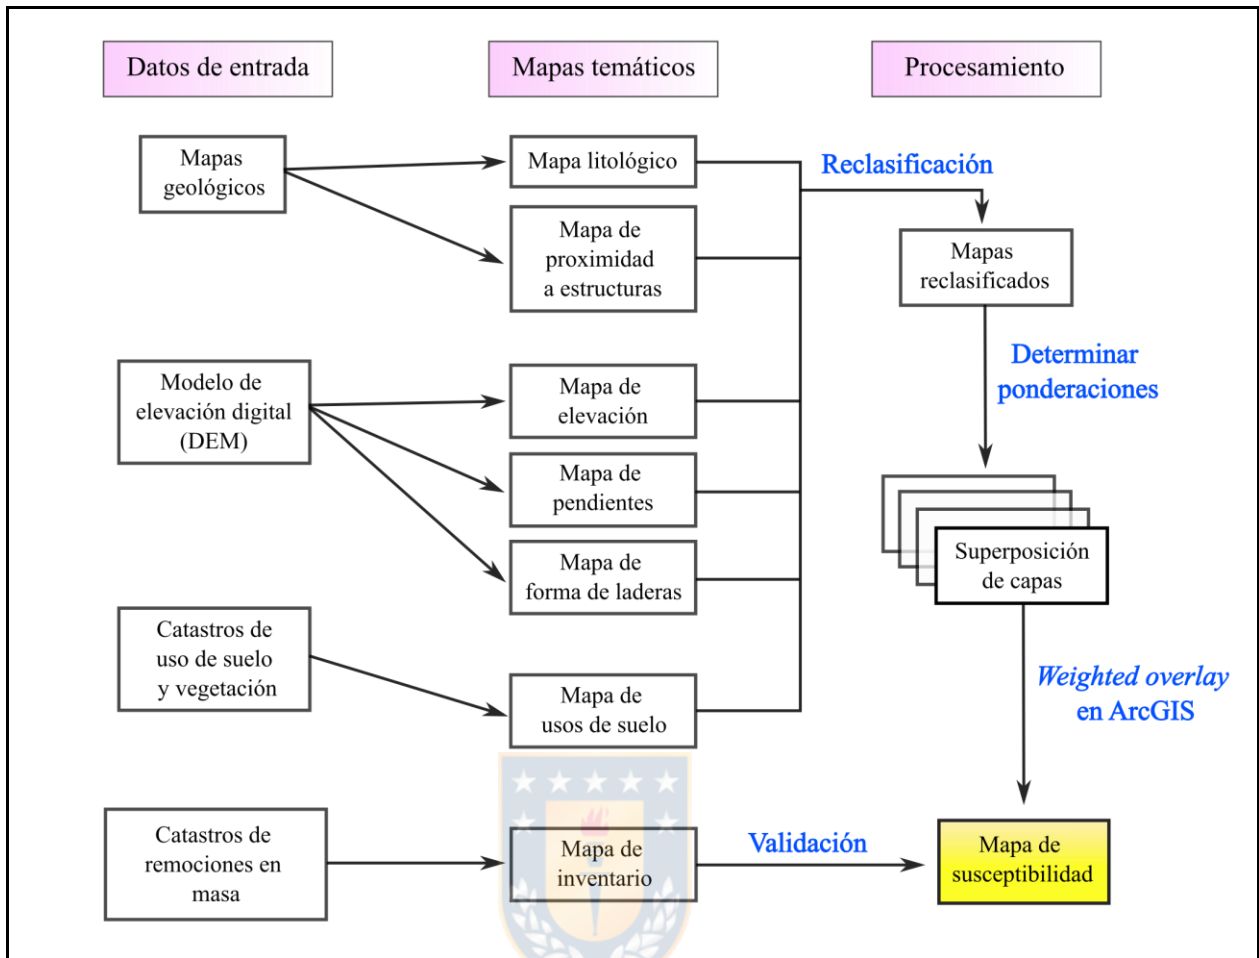 Datos de entrada
Mapas temáticos
Procesamiento
Mapas
geológicos
Mapa litológico
Reclasificación
Mapa de
proximidad
a estructuras
Mapas
reclasificados
Modelo de
elevación digital
(DEM)
Mapa de
elevación
Determinar
ponderaciones
Mapa de
pendientes
Mapa de
forma de laderas
Superposición
de capas
Catastros de
uso de suelo
y vegetación
Mapa de
usos de suelo
Weighted overlay
en ArcGIS
Catastros de
remociones en
masa
Mapa de
inventario
Validación
Mapa de
susceptibilidad